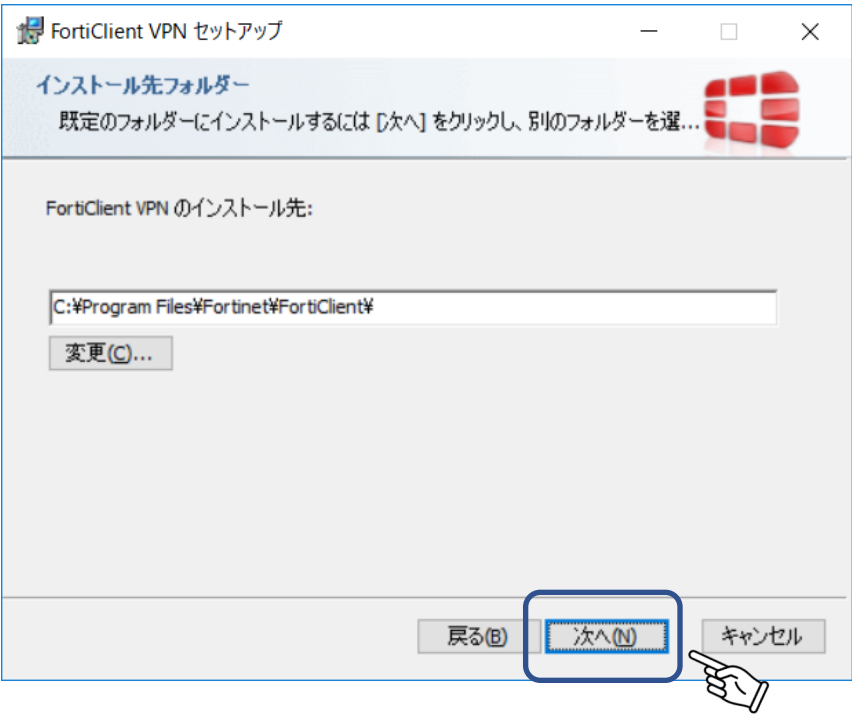 FortiClient VPN セットアップ
インストール先フォルダー
既定のフォルダーにインストールするには [次へ] をクリックし、別のフォルダーを選...
FortiClient VPN のインストール先:
C:¥Program Files¥Fortinet¥FortiClient¥
変更(C)...
戻る(B) 次へ(N) キャンセル